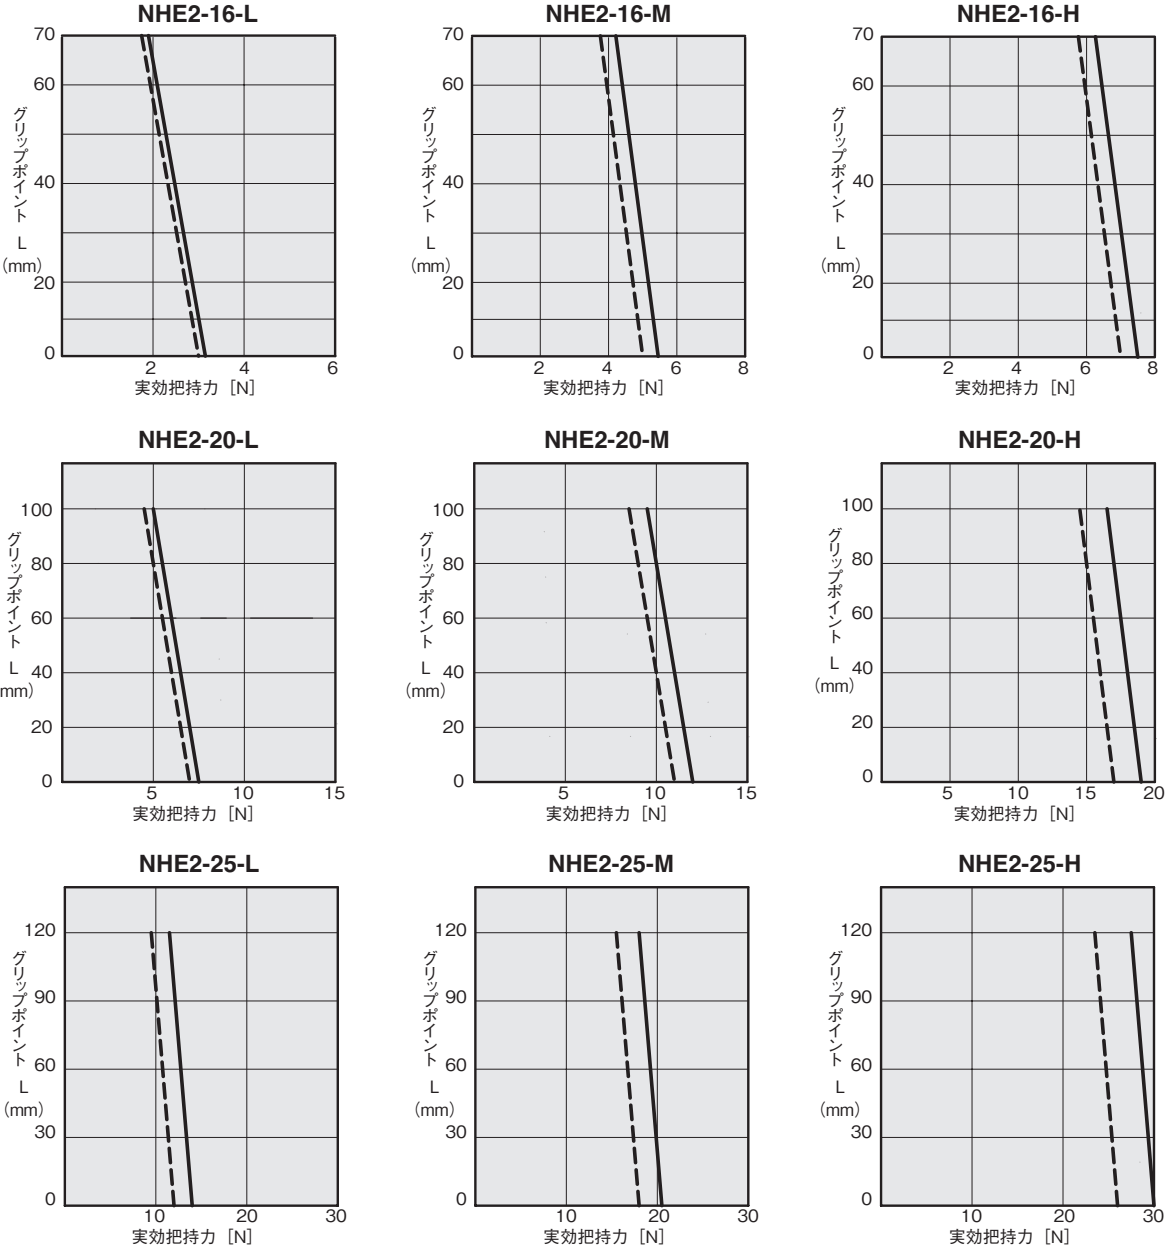 NHE2-16-L
70
60
40
20
0
2
4
6
グリップポイント L
(mm)
実効把持力 [N]
NHE2-16-M
70
60
40
20
0
2
4
6
8
グリップポイント L
(mm)
実効把持力 [N]
NHE2-16-H
70
60
40
20
0
2
4
6
8
グリップポイント L
(mm)
実効把持力 [N]
NHE2-20-L
100
80
60
40
20
0
5
10
15
グリップポイント L
mm)
実効把持力 [N]
NHE2-20-M
100
80
60
40
20
0
5
10
15
グリップポイント L
(mm)
実効把持力 [N]
NHE2-20-H
100
80
60
40
20
0
5
10
15
20
グリップポイント L
(mm)
実効把持力 [N]
NHE2-25-L
120
90
60
30
0
10
20
30
グリップポイント L
(mm)
実効把持力 [N]
NHE2-25-M
120
90
60
30
0
10
20
30
グリップポイント L
(mm)
実効把持力 [N]
NHE2-25-H
120
90
60
30
0
10
20
30
グリップポイント L
(mm)
実効把持力 [N]